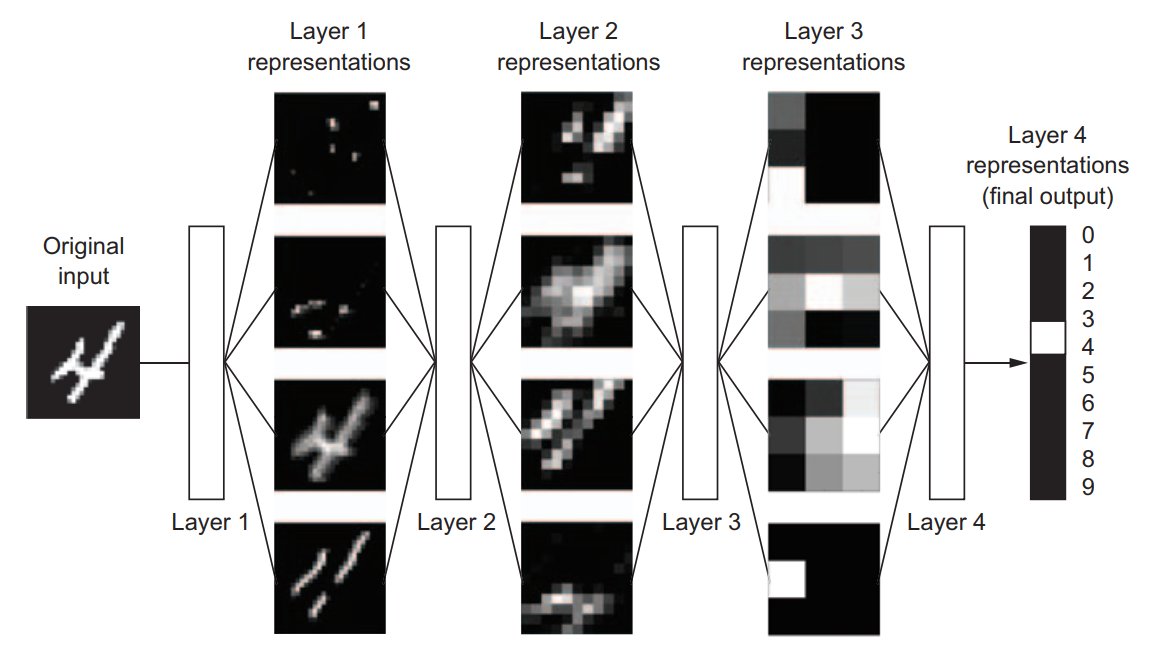 Layer 1
representations
Layer 2
representations
Layer 3
representations
Layer 4
representations
(final output)
Original
input
0
1
2
3
4
5
6
7
8
9
Layer 1
Layer 2
Layer 3
Layer 4